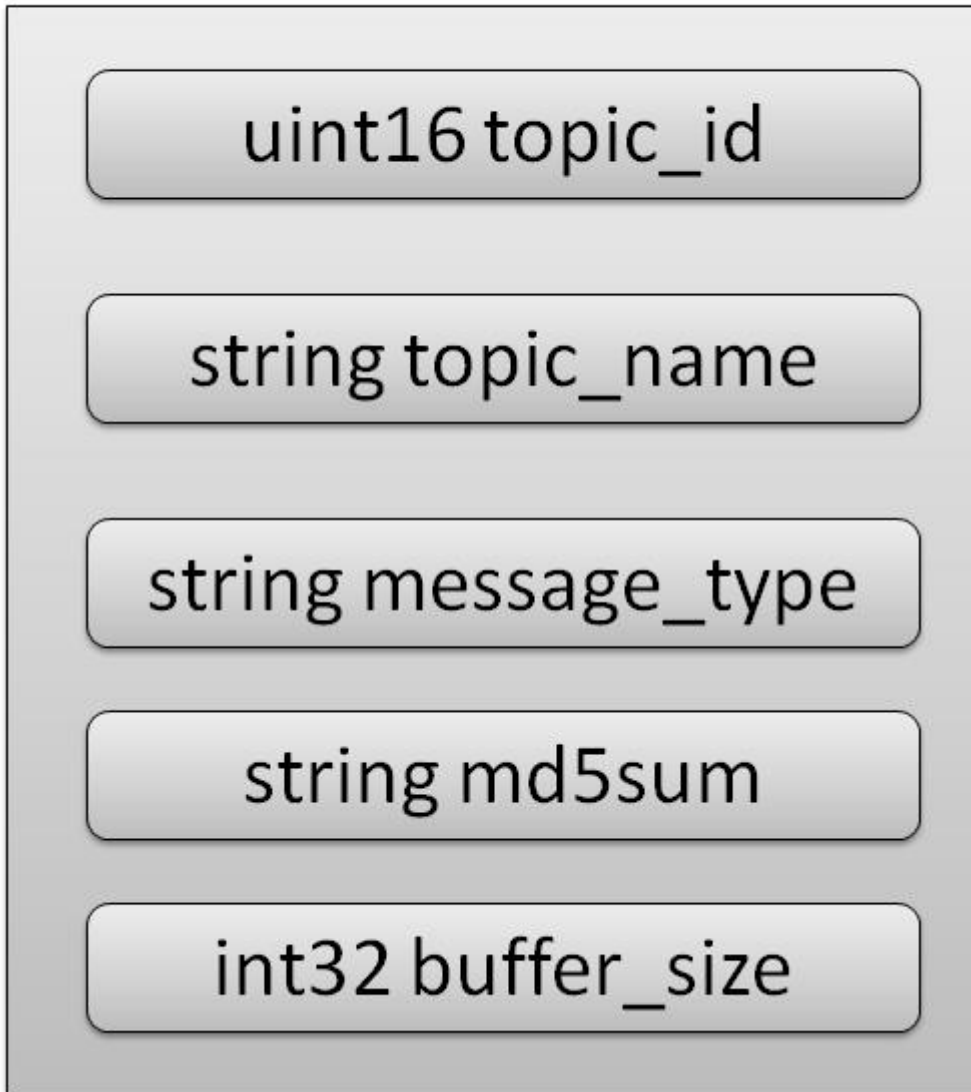 uint16 topic_id
string topic_name
string message_type
string md5sum
int32 buffer_size